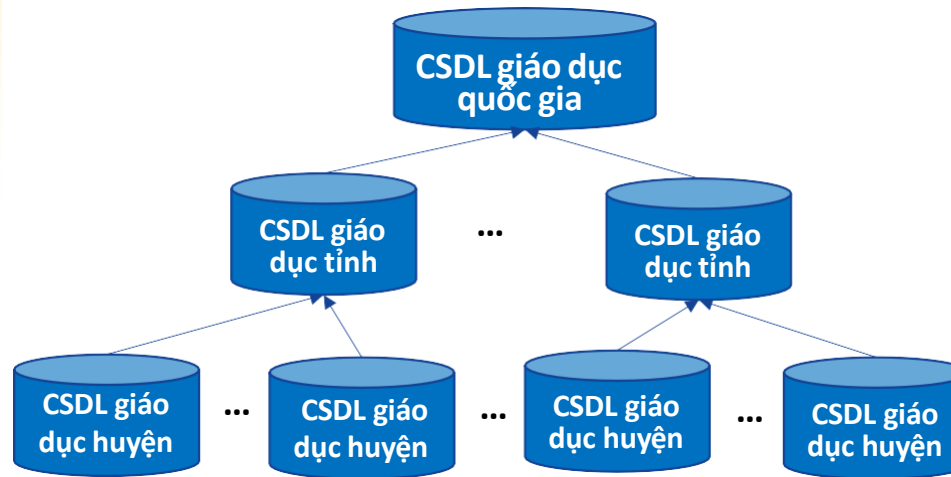 CSDL giáo dục
quốc gia
CSDL giáo
dục tỉnh
...
CSDL giáo
dục tỉnh
CSDL giáo
dục huyện
...
CSDL giáo
dục huyện
...
CSDL giáo
dục huyện
...
CSDL giáo
dục huyện